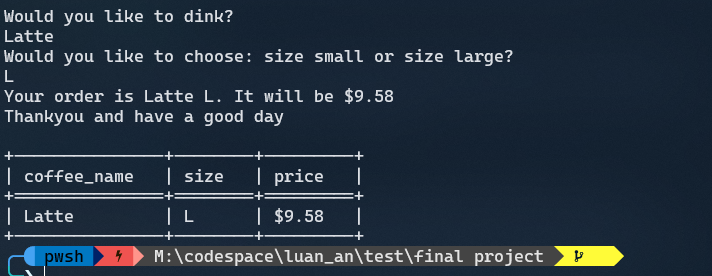 Would you like to dink?
Latte
Would you like to choose: size small or size large?
L
Your order is Latte L. It will be $9.58
Thankyou and have a good day
+---------------+--------+---------+
| coffee_name   | size   | price   |
+===============+========+=========+
| Latte         | L      | $9.58   |
+---------------+--------+---------+
pwsh M:\codespace\luan_an\test\final project